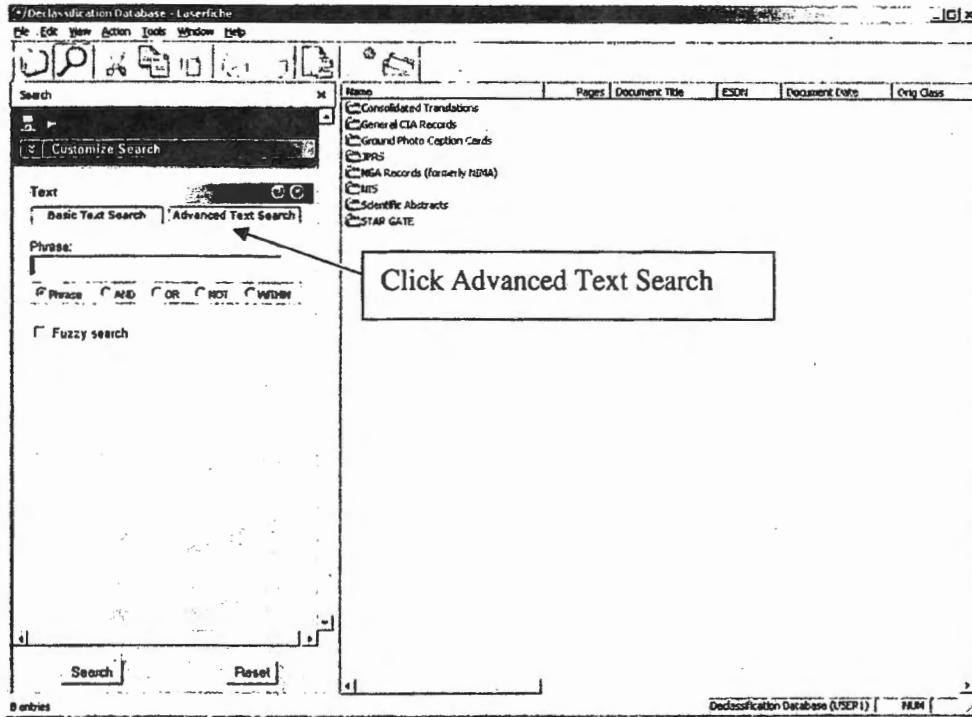 Declassification Database - Laserfiche
File Edit View Action Tools Window Help
Search
Customize Search
Text
Basic Text Search Advanced Text Search
Phrase:
Phrase AND OR NOT WITHIN
Fuzzy search
Search Reset
Name Pages Document Title ESDN Document Date Orig Class
Consolidated Translations
General CIA Records
Ground Photo Caption Cards
JPRS
NGA Records (formerly NIMA)
NIS
Scientific Abstracts
STAR GATE
Click Advanced Text Search
8 entries
Declassification Database (USER1) NUM